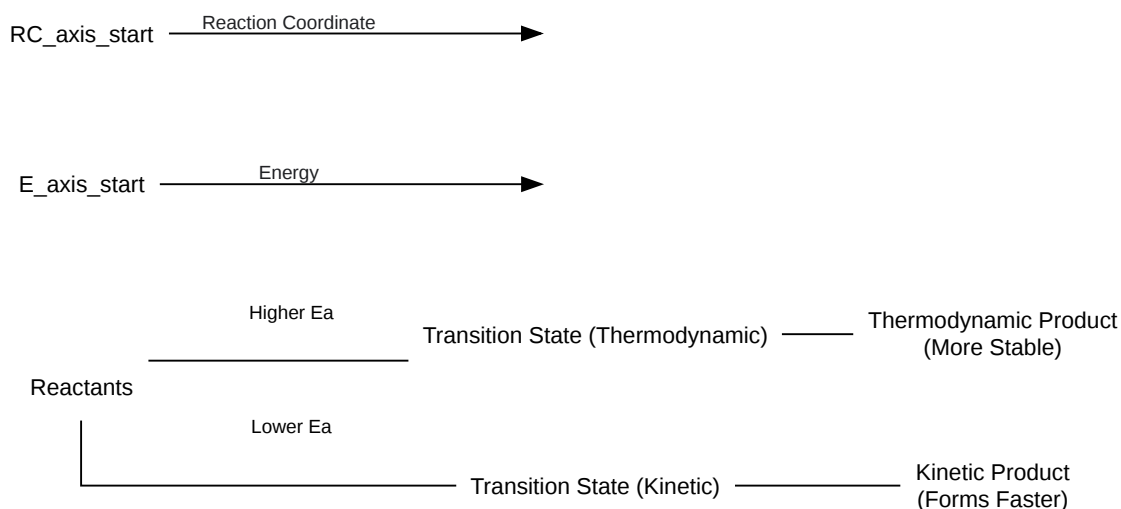 Reaction Coordinate
RC_axis_start
Energy
E_axis_start
Higher Ea
Transition State (Thermodynamic)
Thermodynamic Product
(More Stable)
Reactants
Lower Ea
Transition State (Kinetic)
Kinetic Product
(Forms Faster)